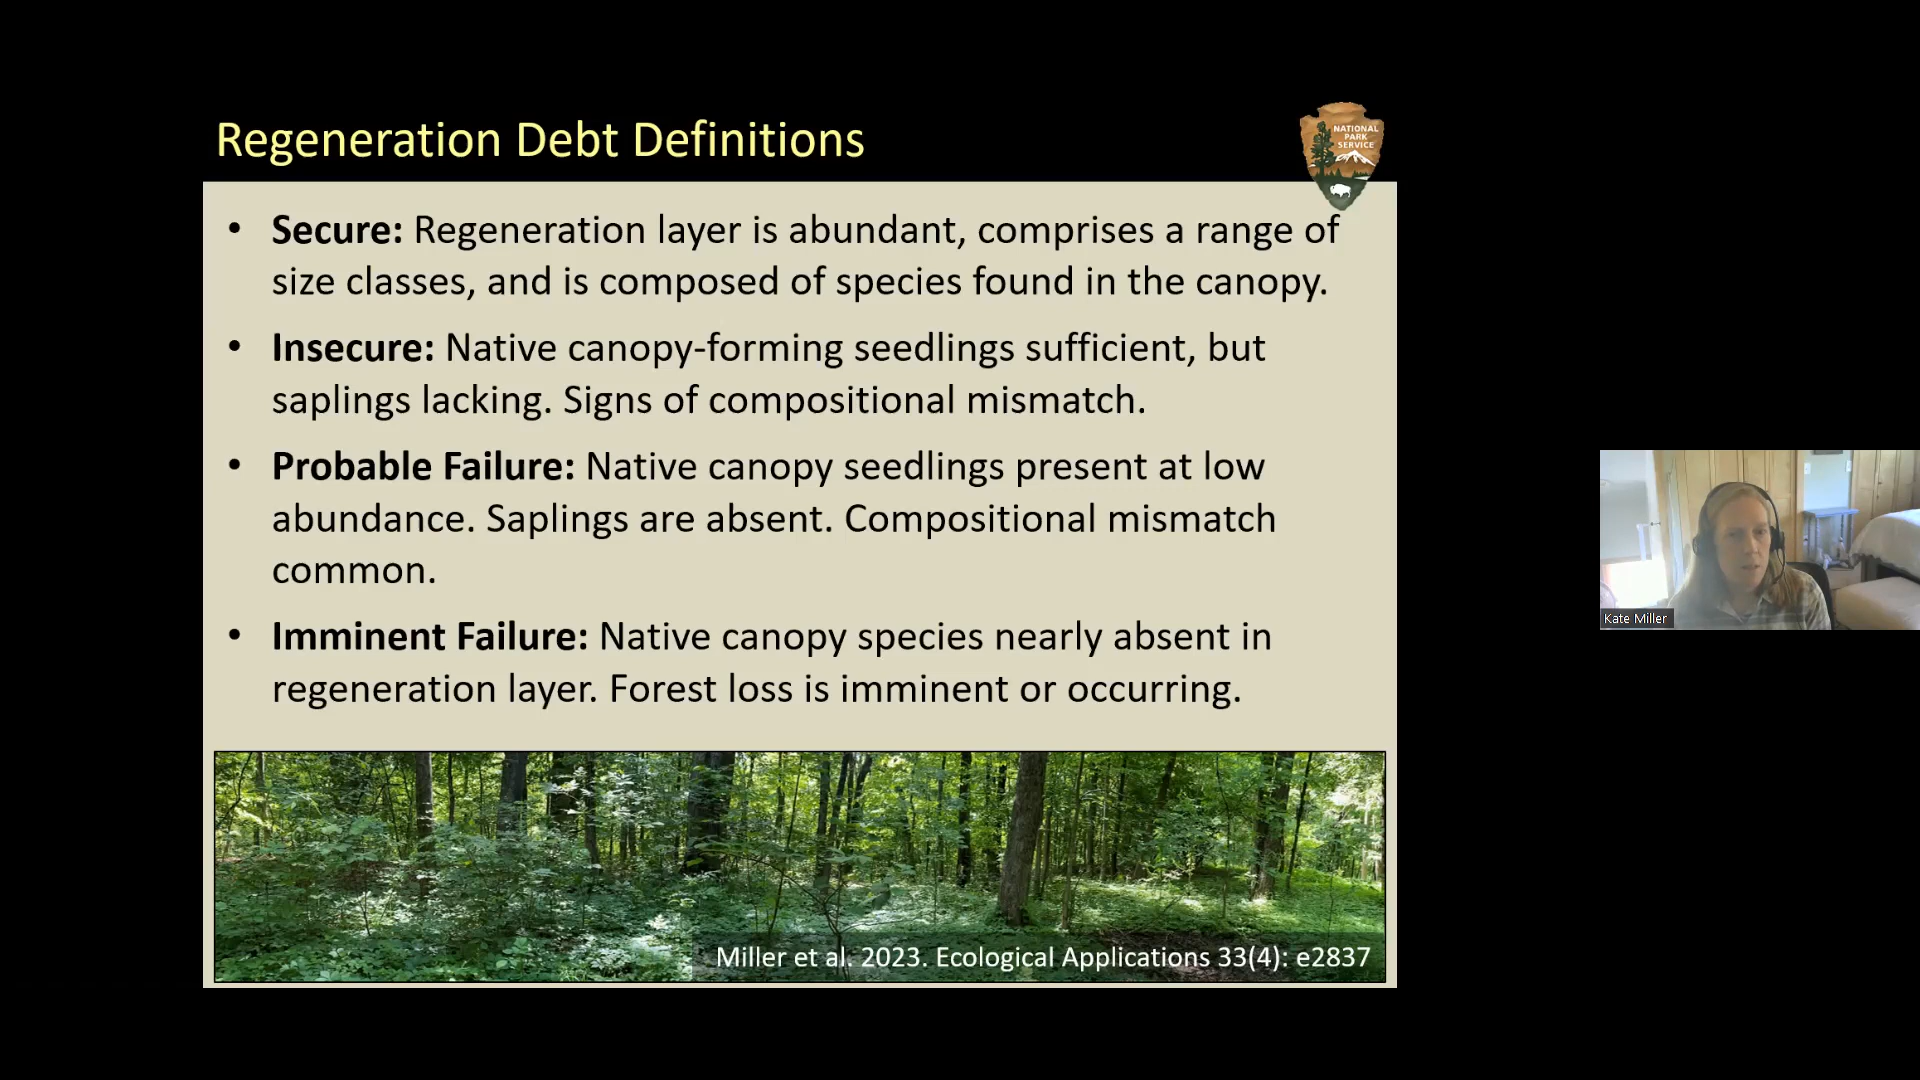 Regeneration Debt Definitions
NATIONAL
PARK
SERVICE
• Secure: Regeneration layer is abundant, comprises a range of
size classes, and is composed of species found in the canopy.
• Insecure: Native canopy-forming seedlings sufficient, but
saplings lacking. Signs of compositional mismatch.
• Probable Failure: Native canopy seedlings present at low
abundance. Saplings are absent. Compositional mismatch
common.
• Imminent Failure: Native canopy species nearly absent in
regeneration layer. Forest loss is imminent or occurring.
Miller et al. 2023. Ecological Applications 33(4): e2837
Kate Miller